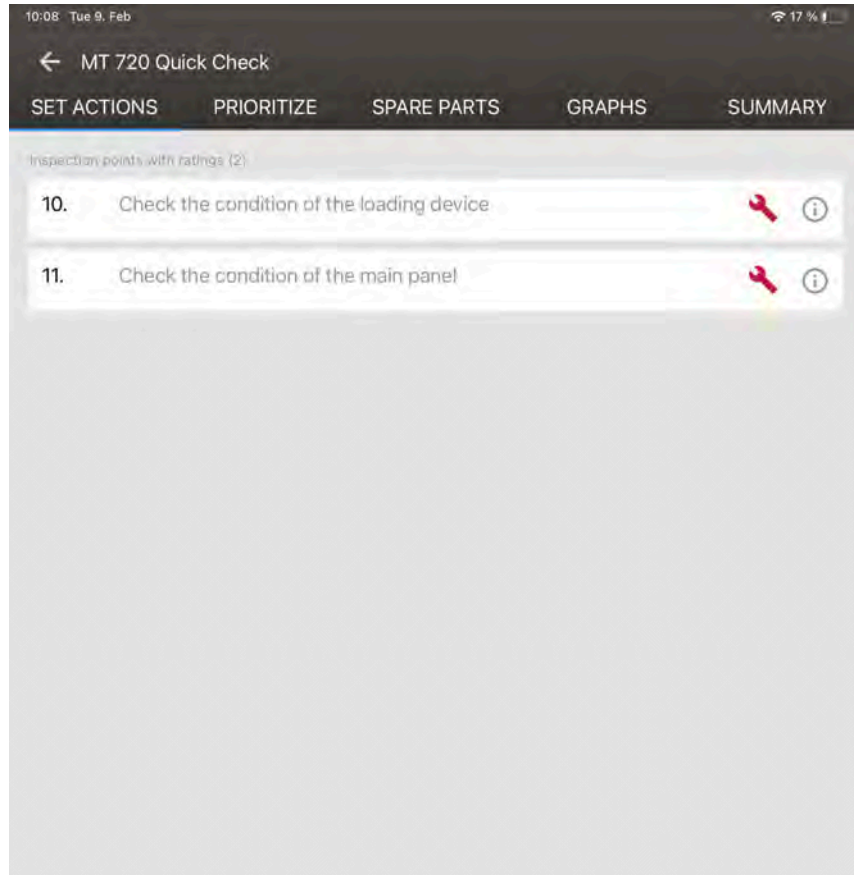 10:08 Tue 9. Feb 17 %
MT 720 Quick Check
SET ACTIONS PRIORITIZE SPARE PARTS GRAPHS SUMMARY
Inspection points with ratings (2)
10. Check the condition of the loading device
11. Check the condition of the main panel